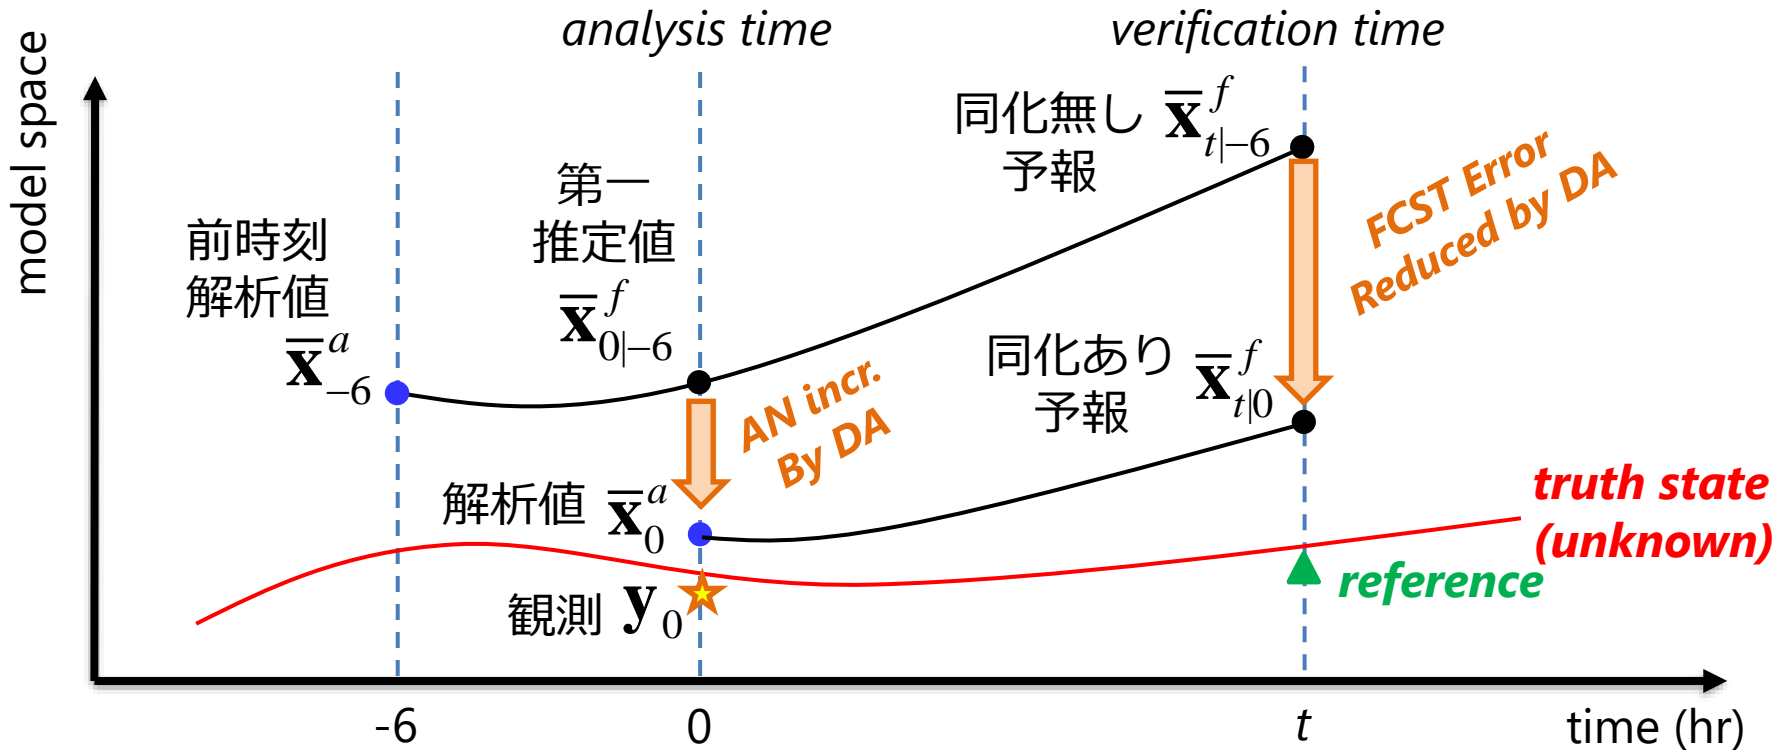 analysis time
verification time
model space
同化無し x̄^f_{t|−6}
予報
FCST Error
Reduced by DA
第一
推定値
x̄^f_{0|−6}
前時刻
解析値
x̄^a_{−6}
同化あり x̄^f_{t|0}
予報
AN incr.
By DA
解析値 x̄^a_0
truth state
(unknown)
観測 y_0
reference
-6
0
t
time (hr)